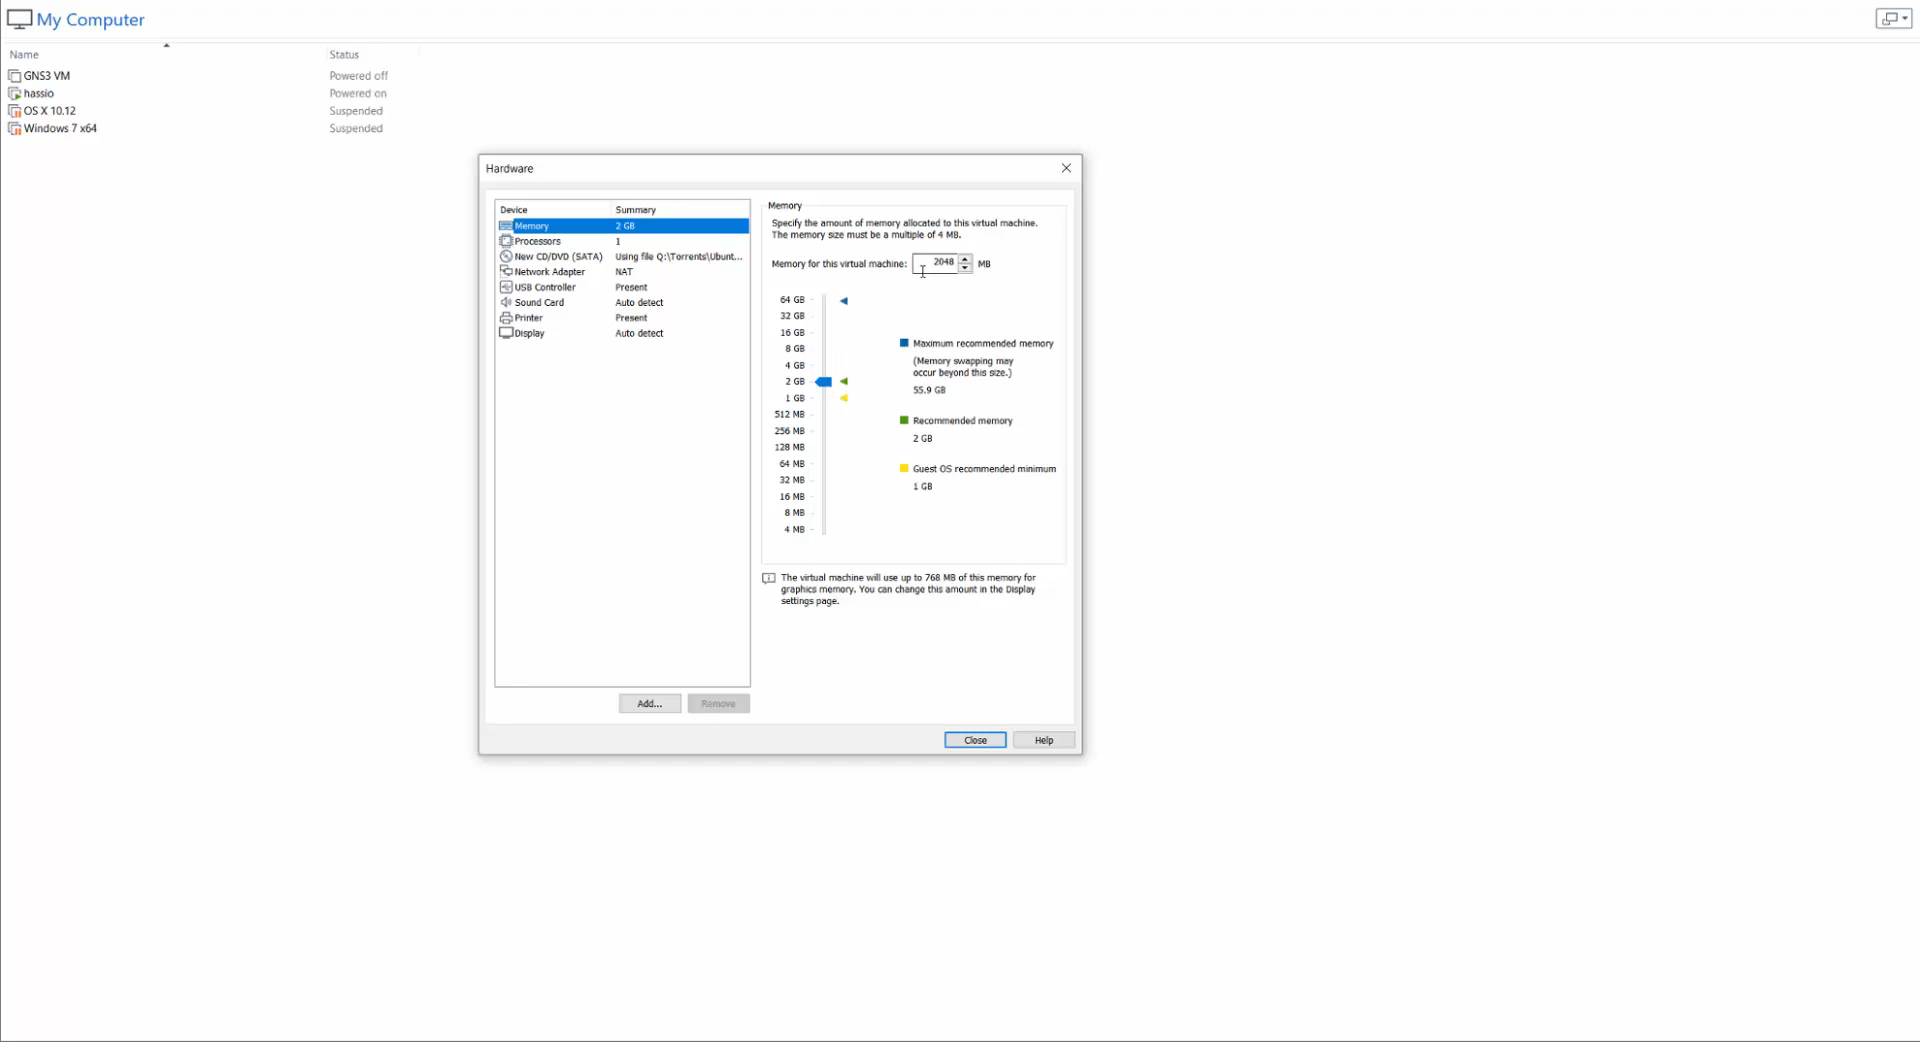 My Computer
Name Status
GNS3 VM Powered off
hassio Powered on
OS X 10.12 Suspended
Windows 7 x64 Suspended
Hardware
Device Summary
Memory 2 GB
Processors 1
New CD/DVD (SATA) Using file Q:\Torrents\Ubunt...
Network Adapter NAT
USB Controller Present
Sound Card Auto detect
Printer Present
Display Auto detect
Add... Remove
Memory
Specify the amount of memory allocated to this virtual machine.
The memory size must be a multiple of 4 MB.
Memory for this virtual machine: 2048 MB
64 GB
32 GB
16 GB
8 GB
4 GB
2 GB
1 GB
512 MB
256 MB
128 MB
64 MB
32 MB
16 MB
8 MB
4 MB
Maximum recommended memory
(Memory swapping may
occur beyond this size.)
55.9 GB
Recommended memory
2 GB
Guest OS recommended minimum
1 GB
The virtual machine will use up to 768 MB of this memory for
graphics memory. You can change this amount in the Display
settings page.
Close Help